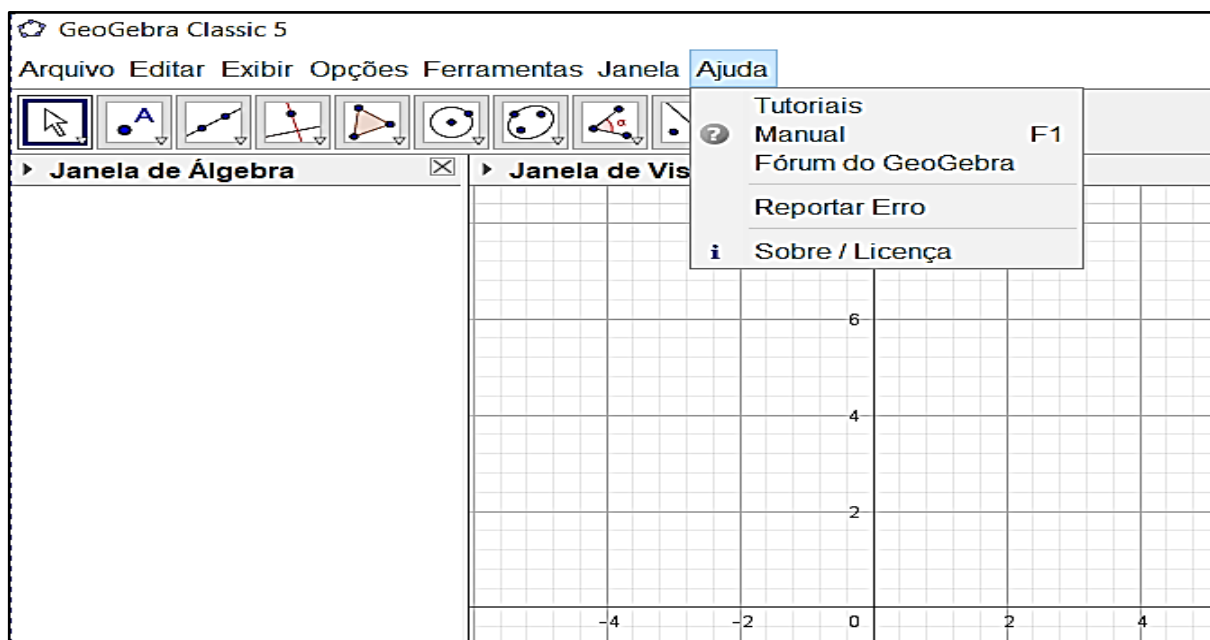 GeoGebra Classic 5
Arquivo Editar Exibir Opções Ferramentas Janela Ajuda
A
α
Tutoriais
Manual F1
Fórum do GeoGebra
Reportar Erro
i Sobre / Licença
Janela de Álgebra
Janela de Vis
6
4
2
-4 -2 0 2 4